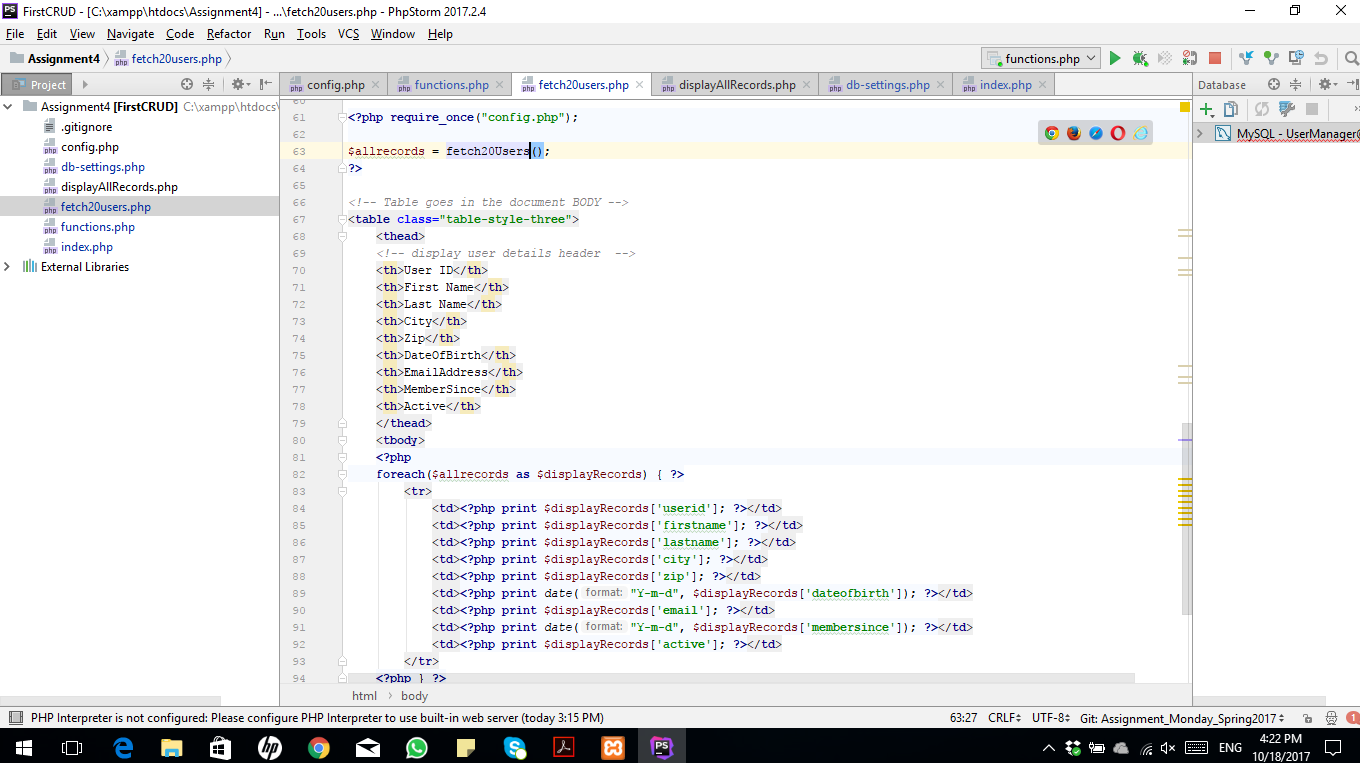 FirstCRUD - [C:\xampp\htdocs\Assignment4] - ...\fetch20users.php - PhpStorm 2017.2.4
File Edit View Navigate Code Refactor Run Tools VCS Window Help
Assignment4 fetch20users.php functions.php
Project config.php functions.php fetch20users.php displayAllRecords.php db-settings.php index.php Database
Assignment4 [FirstCRUD] C:\xampp\htdocs\
.gitignore
config.php
db-settings.php
displayAllRecords.php
fetch20users.php
functions.php
index.php
External Libraries
60
61 <?php require_once("config.php");
62
63 $allrecords = fetch20Users();
64 ?>
65
66 <!-- Table goes in the document BODY -->
67 <table class="table-style-three">
68 <thead>
69 <!-- display user details header  -->
70 <th>User ID</th>
71 <th>First Name</th>
72 <th>Last Name</th>
73 <th>City</th>
74 <th>Zip</th>
75 <th>DateOfBirth</th>
76 <th>EmailAddress</th>
77 <th>MemberSince</th>
78 <th>Active</th>
79 </thead>
80 <tbody>
81 <?php
82 foreach($allrecords as $displayRecords) { ?>
83 <tr>
84 <td><?php print $displayRecords['userid']; ?></td>
85 <td><?php print $displayRecords['firstname']; ?></td>
86 <td><?php print $displayRecords['lastname']; ?></td>
87 <td><?php print $displayRecords['city']; ?></td>
88 <td><?php print $displayRecords['zip']; ?></td>
89 <td><?php print date( format: "Y-m-d", $displayRecords['dateofbirth']); ?></td>
90 <td><?php print $displayRecords['email']; ?></td>
91 <td><?php print date( format: "Y-m-d", $displayRecords['membersince']); ?></td>
92 <td><?php print $displayRecords['active']; ?></td>
93 </tr>
94 <?php } ?>
MySQL - UserManager@
html body
PHP Interpreter is not configured: Please configure PHP Interpreter to use built-in web server (today 3:15 PM) 63:27 CRLF UTF-8 Git: Assignment_Monday_Spring2017 1
ENG
4:22 PM
10/18/2017